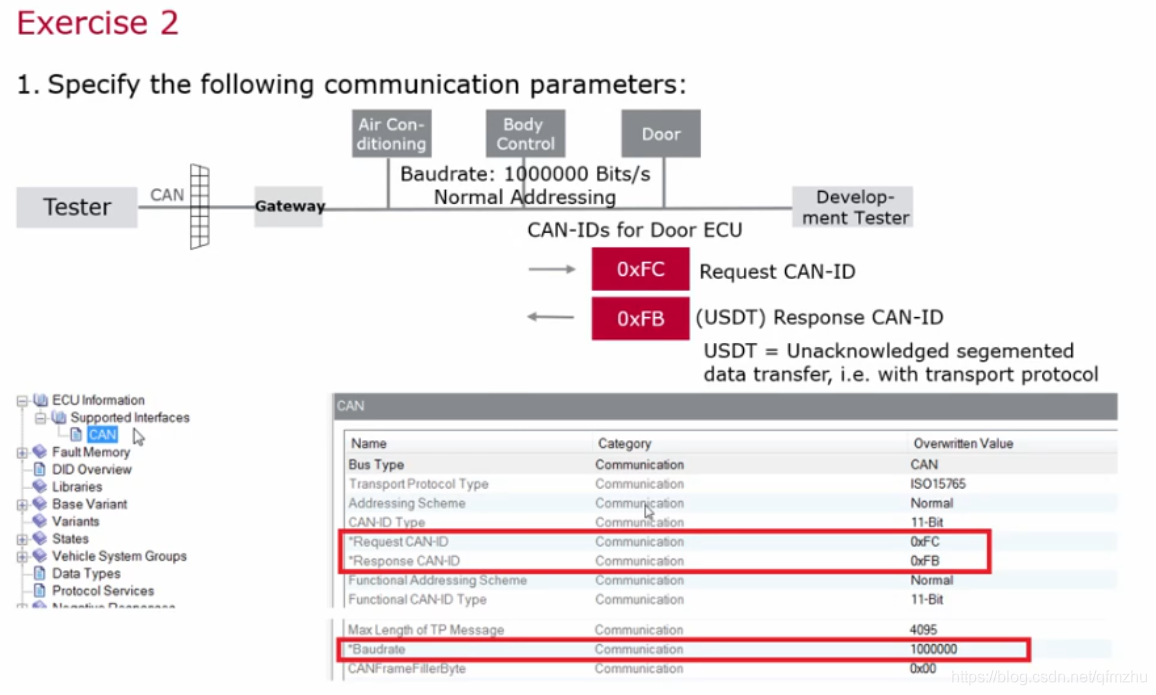 Exercise 2
1. Specify the following communication parameters:
Air Con-
ditioning
Body
Control
Door
Baudrate: 1000000 Bits/s
Normal Addressing
Tester
CAN
Gateway
Develop-
ment Tester
CAN-IDs for Door ECU
0xFC
Request CAN-ID
0xFB
(USDT) Response CAN-ID
USDT = Unacknowledged segemented
data transfer, i.e. with transport protocol
ECU Information
Supported Interfaces
CAN
Fault Memory
DID Overview
Libraries
Base Variant
Variants
States
Vehicle System Groups
Data Types
Protocol Services
Negative Responses
CAN
Name Category Overwritten Value
Bus Type Communication CAN
Transport Protocol Type Communication ISO15765
Addressing Scheme Communication Normal
CAN-ID Type Communication 11-Bit
*Request CAN-ID Communication 0xFC
*Response CAN-ID Communication 0xFB
Functional Addressing Scheme Communication Normal
Functional CAN-ID Type Communication 11-Bit
Max Length of TP Message Communication 4095
*Baudrate Communication 1000000
CANFrameFillerByte Communication 0x00
https://blog.csdn.net/qfmzhu